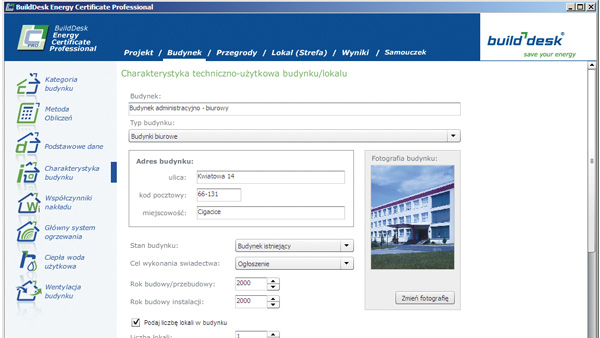 BuildDesk Energy Certificate Professional
BuildDesk
Energy
Certificate
Professional
PRO
Projekt / Budynek / Przegrody / Lokal (Strefa) / Wyniki / Samouczek
build desk®
save your energy
Kategoria
budynku
Metoda
Obliczeń
Podstawowe dane
Charakterystyka
budynku
Współczynniki
nakładu
Główny system
ogrzewania
Ciepła woda
użytkowa
Wentylacja
budynku
Charakterystyka techniczno-użytkowa budynku/lokalu
Budynek:
Budynek administracyjno - biurowy
Typ budynku:
Budynki biurowe
Adres budynku:
ulica: Kwiatowa 14
kod pocztowy: 66-131
miejscowość: Cigacice
Fotografia budynku:
Zmień fotografię
Stan budynku: Budynek istniejący
Cel wykonania swiadectwa: Ogłoszenie
Rok budowy/przebudowy: 2000
Rok budowy instalacji: 2000
Podaj liczbę lokali w budynku
Liczba lokali: 1